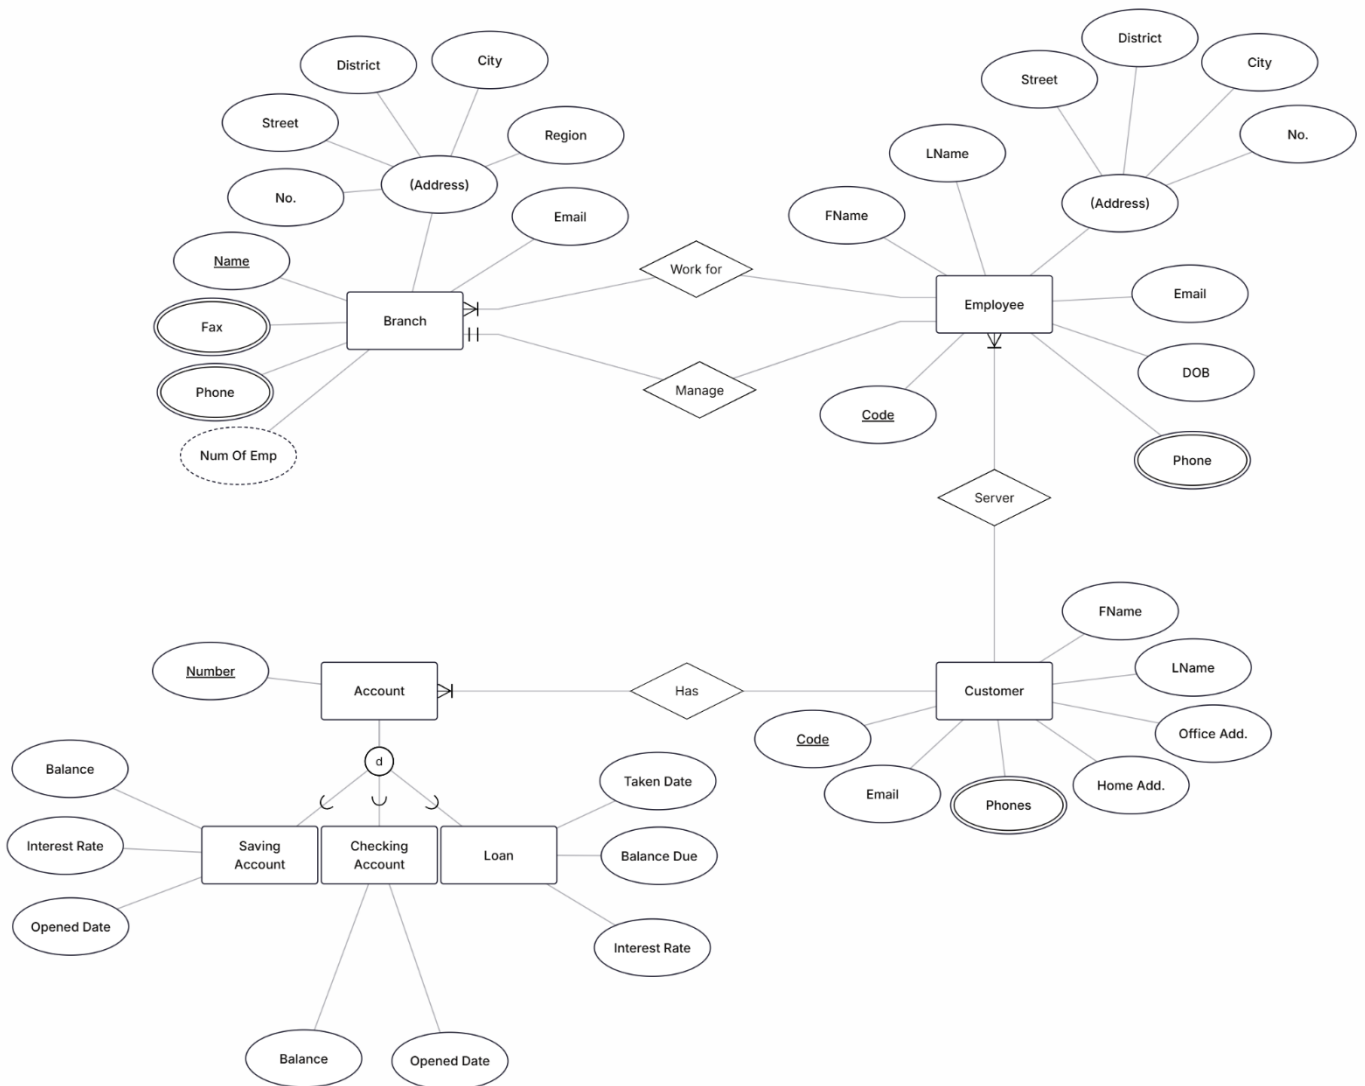 District
City
Street
Region
(Address)
No.
Email
Name
Fax
Branch
Phone
Num Of Emp
Work for
Manage
District
City
Street
No.
LName
(Address)
FName
Email
Employee
DOB
Code
Phone
Server
FName
LName
Customer
Office Add.
Code
Home Add.
Email
Phones
Has
Number
Account
d
Balance
Interest Rate
Opened Date
Saving
Account
Checking
Account
Loan
Taken Date
Balance Due
Interest Rate
Balance
Opened Date